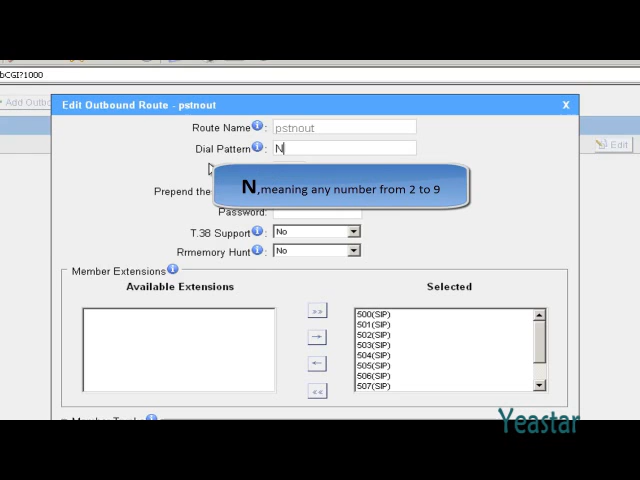 bCGI?1000
Add Outbo
Edit Outbound Route - pstnout
X
Route Name :
pstnout
Dial Pattern :
N
Edit
N,meaning any number from 2 to 9
Prepend the
Password:
T.38 Support :
No
Rrmemory Hunt :
No
Member Extensions
Available Extensions
Selected
>>
→
←
<<
500(SIP)
501(SIP)
502(SIP)
503(SIP)
504(SIP)
505(SIP)
506(SIP)
507(SIP)
Yeastar